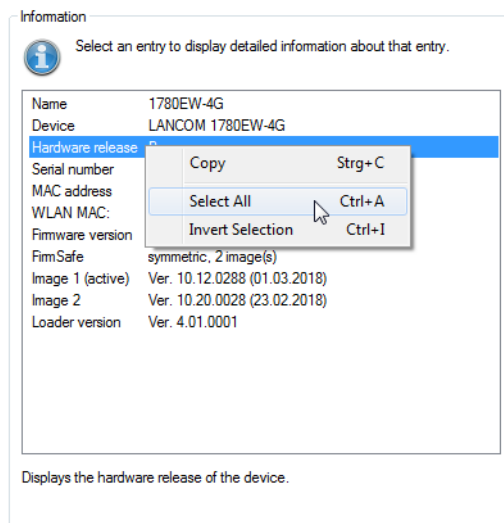 Information
Select an entry to display detailed information about that entry.
Name 1780EW-4G
Device LANCOM 1780EW-4G
Hardware release
Serial number
MAC address
WLAN MAC:
Firmware version
FirmSafe symmetric, 2 image(s)
Image 1 (active) Ver. 10.12.0288 (01.03.2018)
Image 2 Ver. 10.20.0028 (23.02.2018)
Loader version Ver. 4.01.0001
Copy Strg+C
Select All Ctrl+A
Invert Selection Ctrl+I
Displays the hardware release of the device.